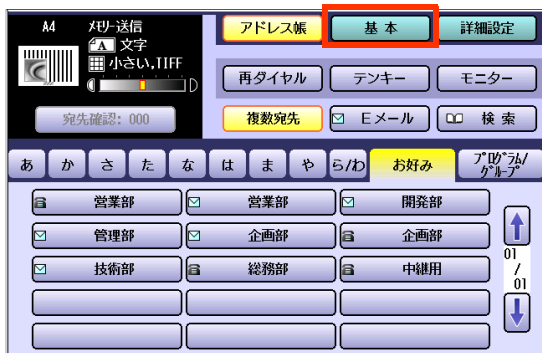 A4 メモリー送信
A 文字
小さい,TIFF
D
宛先確認: 000
アドレス帳 基本 詳細設定
再ダイヤル テンキー モニター
複数宛先 Eメール 検索
あ か さ た な は ま や ら/わ お好み プログラム/グループ
営業部 営業部 開発部
管理部 企画部 企画部
技術部 総務部 中継用
01
/
01